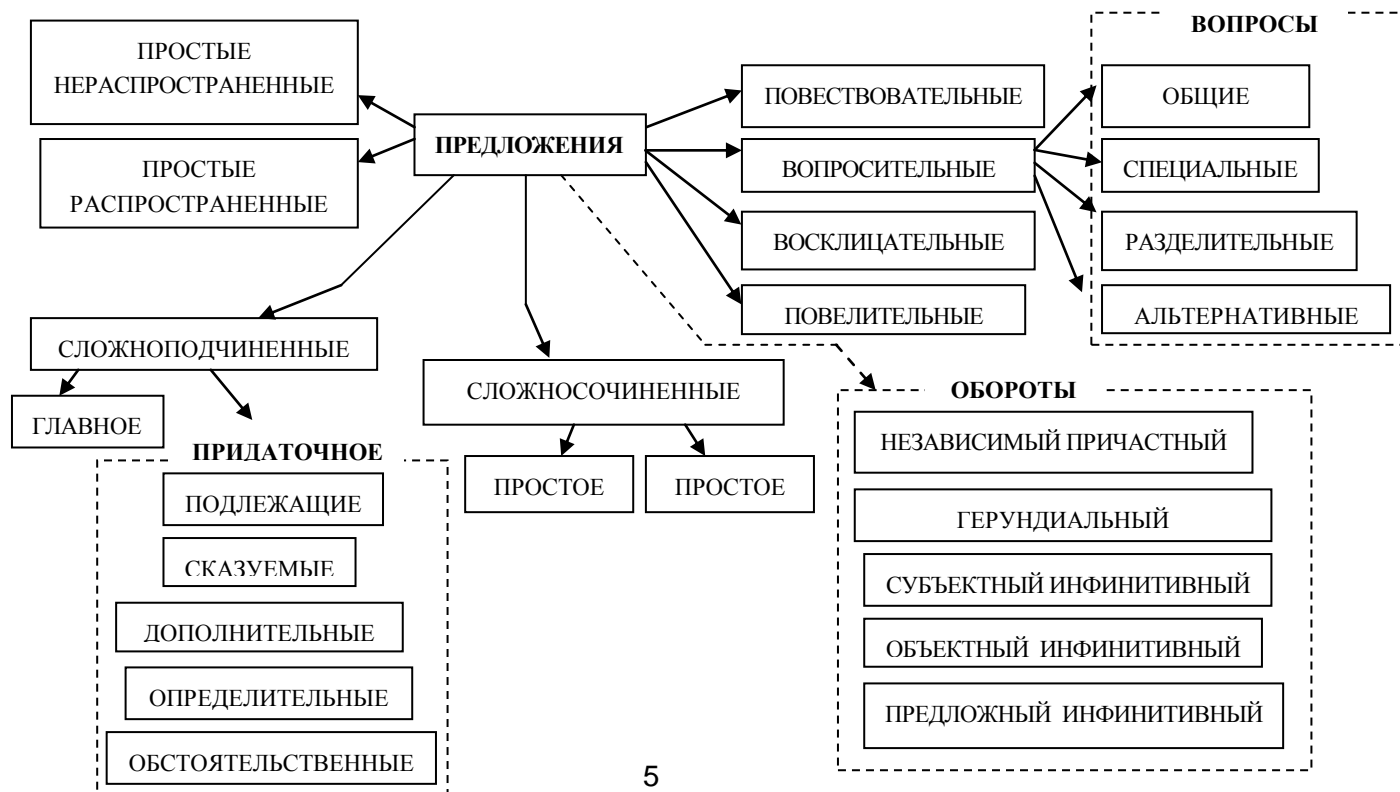 ВОПРОСЫ
ПРОСТЫЕ
НЕРАСПРОСТРАНЕННЫЕ
ПОВЕСТВОВАТЕЛЬНЫЕ
ОБЩИЕ
ПРЕДЛОЖЕНИЯ
ПРОСТЫЕ
РАСПРОСТРАНЕННЫЕ
ВОПРОСИТЕЛЬНЫЕ
СПЕЦИАЛЬНЫЕ
ВОСКЛИЦАТЕЛЬНЫЕ
РАЗДЕЛИТЕЛЬНЫЕ
ПОВЕЛИТЕЛЬНЫЕ
АЛЬТЕРНАТИВНЫЕ
СЛОЖНОПОДЧИНЕННЫЕ
СЛОЖНОСОЧИНЕННЫЕ
ОБОРОТЫ
ГЛАВНОЕ
НЕЗАВИСИМЫЙ ПРИЧАСТНЫЙ
ПРИДАТОЧНОЕ
ПРОСТОЕ
ПРОСТОЕ
ПОДЛЕЖАЩИЕ
ГЕРУНДИАЛЬНЫЙ
СКАЗУЕМЫЕ
СУБЪЕКТНЫЙ ИНФИНИТИВНЫЙ
ДОПОЛНИТЕЛЬНЫЕ
ОБЪЕКТНЫЙ ИНФИНИТИВНЫЙ
ОПРЕДЕЛИТЕЛЬНЫЕ
ПРЕДЛОЖНЫЙ ИНФИНИТИВНЫЙ
ОБСТОЯТЕЛЬСТВЕННЫЕ
5